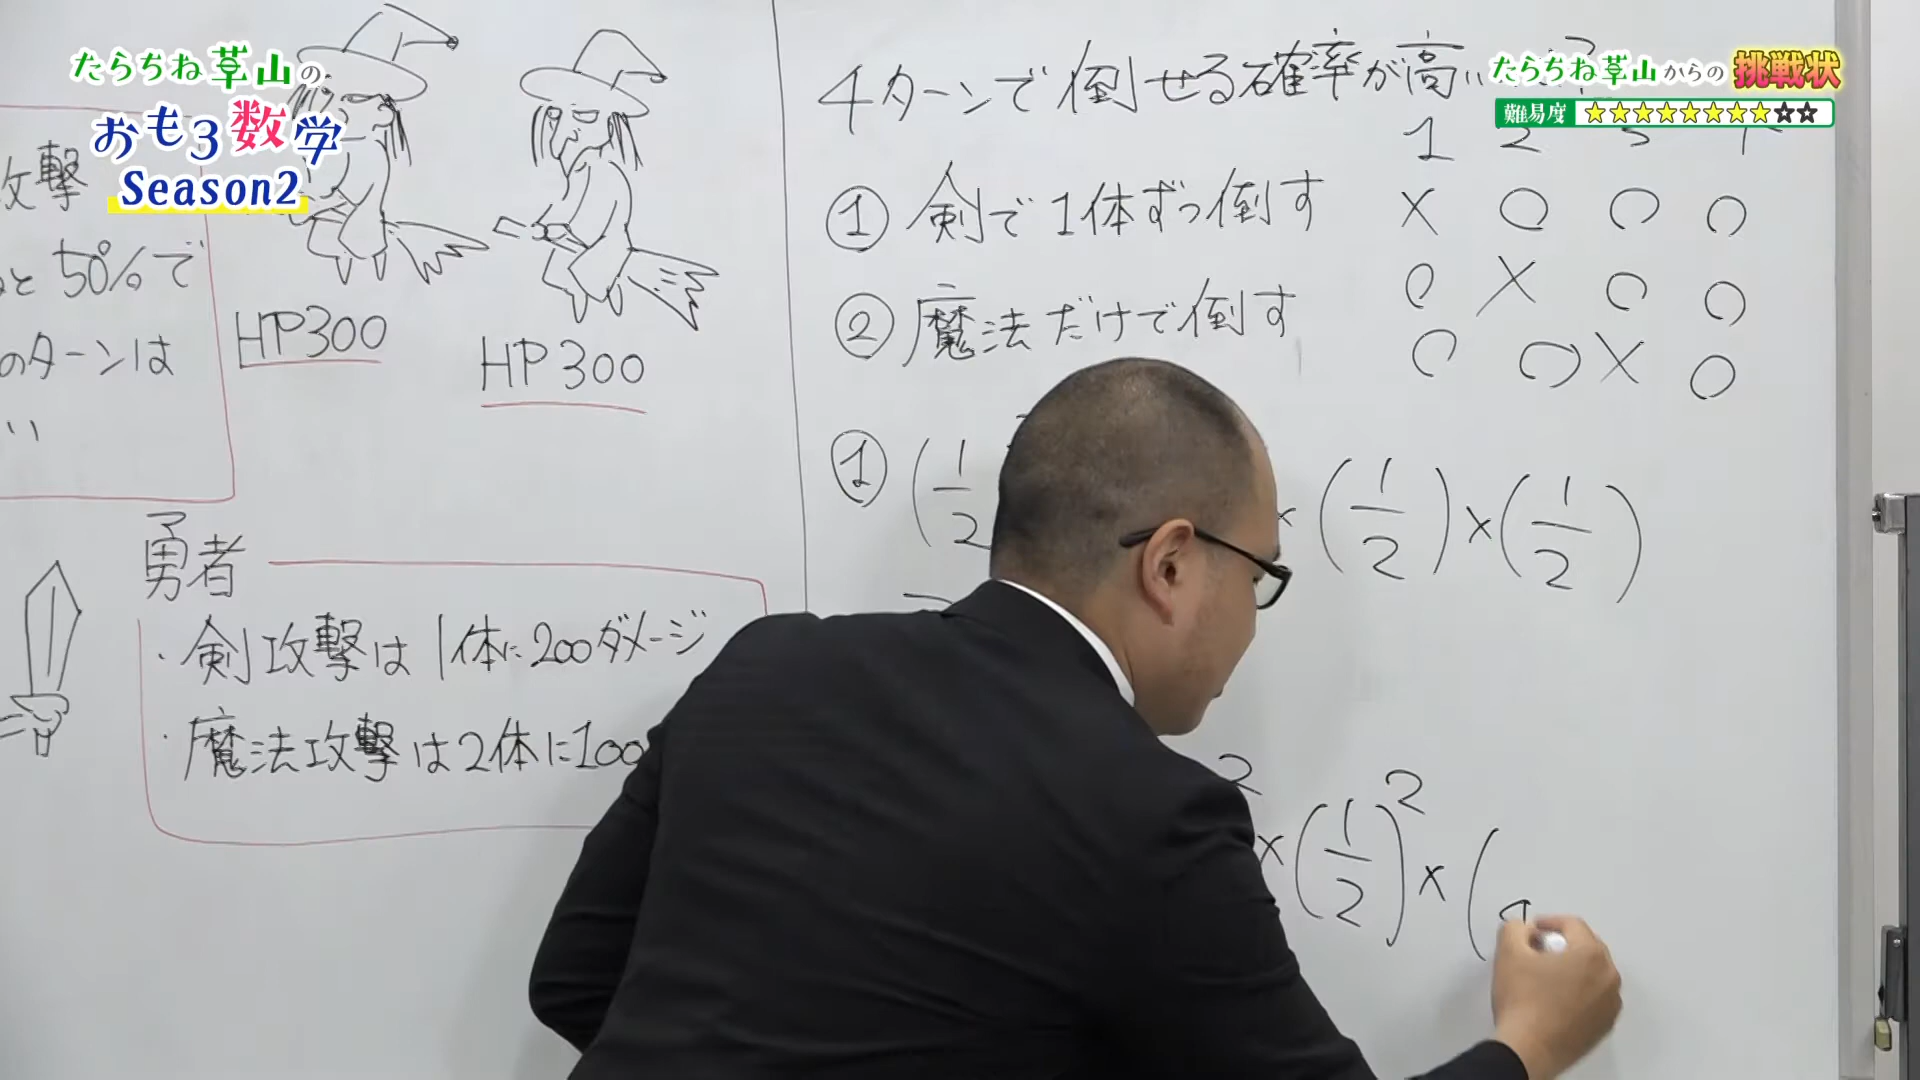 たらちね草山の
おもろ数学
Season2
たらちね草山からの挑戦状
難易度 ★★★★★★★★☆☆
攻撃
と50%で
のターンは
い
HP300
HP300
勇者
・剣攻撃は1体に200ダメージ
・魔法攻撃は2体に100
4ターンで倒せる確率が高い
① 剣で1体ずつ倒す
② 魔法だけで倒す
1 2 3 4
× ○ ○ ○
○ × ○ ○
○ ○ × ○
① (1/2 × (1/2) × (1/2)
2 × (1/2)² × (